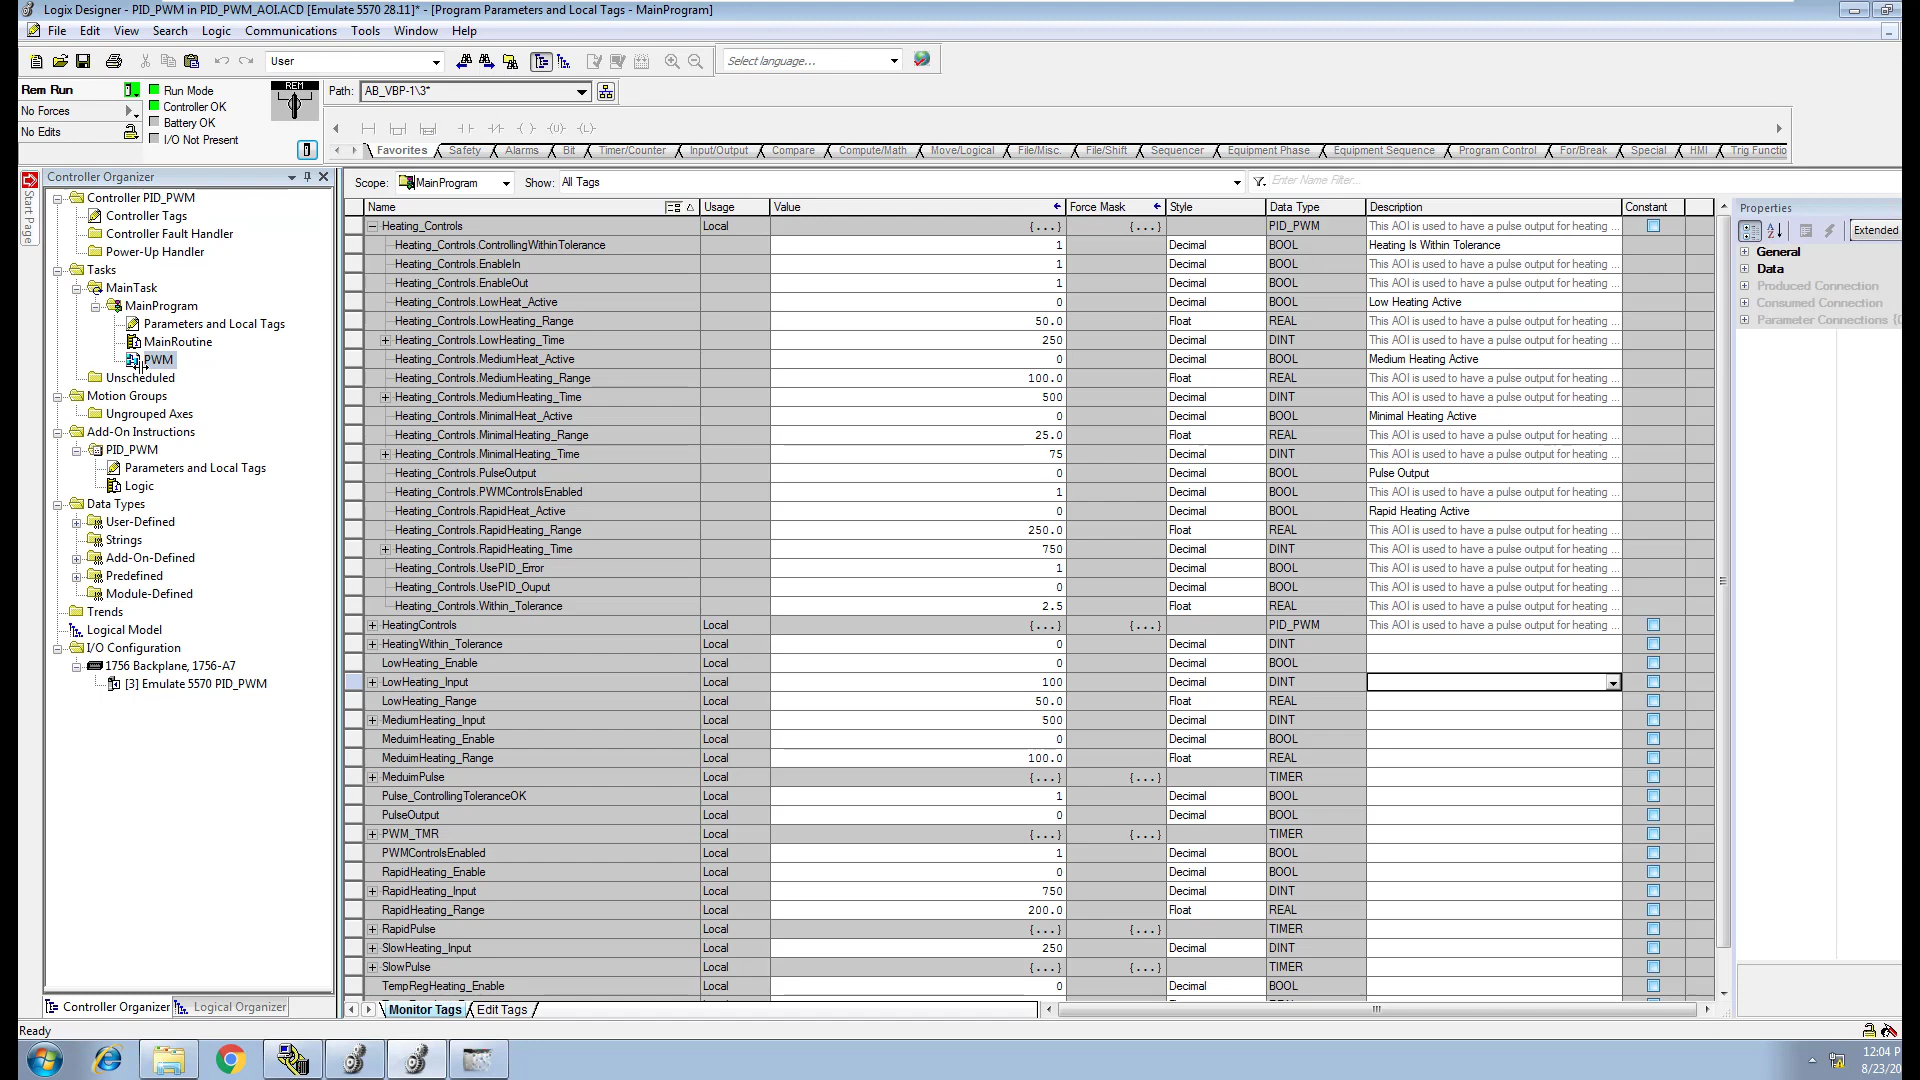 Logix Designer - PID_PWM in PID_PWM_AOI.ACD [Emulate 5570 28.11]* - [Program Parameters and Local Tags - MainProgram]
File Edit View Search Logic Communications Tools Window Help
User
Select language...
Rem Run
Run Mode
REM
Path: AB_VBP-1\3*
No Forces
Controller OK
Battery OK
No Edits
I/O Not Present
Favorites Safety Alarms Bit Timer/Counter Input/Output Compare Compute/Math Move/Logical File/Misc. File/Shift Sequencer Equipment Phase Equipment Sequence Program Control For/Break Special HMI Trig Functio
Start Page
Controller Organizer
Controller PID_PWM
Controller Tags
Controller Fault Handler
Power-Up Handler
Tasks
MainTask
MainProgram
Parameters and Local Tags
MainRoutine
PWM
Unscheduled
Motion Groups
Ungrouped Axes
Add-On Instructions
PID_PWM
Parameters and Local Tags
Logic
Data Types
User-Defined
Strings
Add-On-Defined
Predefined
Module-Defined
Trends
Logical Model
I/O Configuration
1756 Backplane, 1756-A7
[3] Emulate 5570 PID_PWM
Controller Organizer Logical Organizer
Scope: MainProgram Show: All Tags Enter Name Filter...
Name Usage Value Force Mask Style Data Type Description Constant
Heating_Controls Local {...} {...} PID_PWM This AOI is used to have a pulse output for heating ...
Heating_Controls.ControllingWithinTolerance 1 Decimal BOOL Heating Is Within Tolerance
Heating_Controls.EnableIn 1 Decimal BOOL This AOI is used to have a pulse output for heating ...
Heating_Controls.EnableOut 1 Decimal BOOL This AOI is used to have a pulse output for heating ...
Heating_Controls.LowHeat_Active 0 Decimal BOOL Low Heating Active
Heating_Controls.LowHeating_Range 50.0 Float REAL This AOI is used to have a pulse output for heating ...
Heating_Controls.LowHeating_Time 250 Decimal DINT This AOI is used to have a pulse output for heating ...
Heating_Controls.MediumHeat_Active 0 Decimal BOOL Medium Heating Active
Heating_Controls.MediumHeating_Range 100.0 Float REAL This AOI is used to have a pulse output for heating ...
Heating_Controls.MediumHeating_Time 500 Decimal DINT This AOI is used to have a pulse output for heating ...
Heating_Controls.MinimalHeat_Active 0 Decimal BOOL Minimal Heating Active
Heating_Controls.MinimalHeating_Range 25.0 Float REAL This AOI is used to have a pulse output for heating ...
Heating_Controls.MinimalHeating_Time 75 Decimal DINT This AOI is used to have a pulse output for heating ...
Heating_Controls.PulseOutput 0 Decimal BOOL Pulse Output
Heating_Controls.PWMControlsEnabled 1 Decimal BOOL This AOI is used to have a pulse output for heating ...
Heating_Controls.RapidHeat_Active 0 Decimal BOOL Rapid Heating Active
Heating_Controls.RapidHeating_Range 250.0 Float REAL This AOI is used to have a pulse output for heating ...
Heating_Controls.RapidHeating_Time 750 Decimal DINT This AOI is used to have a pulse output for heating ...
Heating_Controls.UsePID_Error 1 Decimal BOOL This AOI is used to have a pulse output for heating ...
Heating_Controls.UsePID_Ouput 0 Decimal BOOL This AOI is used to have a pulse output for heating ...
Heating_Controls.Within_Tolerance 2.5 Float REAL This AOI is used to have a pulse output for heating ...
HeatingControls Local {...} {...} PID_PWM This AOI is used to have a pulse output for heating ...
HeatingWithin_Tolerance Local 0 Decimal DINT
LowHeating_Enable Local 0 Decimal BOOL
LowHeating_Input Local 100 Decimal DINT
LowHeating_Range Local 50.0 Float REAL
MediumHeating_Input Local 500 Decimal DINT
MeduimHeating_Enable Local 0 Decimal BOOL
MeduimHeating_Range Local 100.0 Float REAL
MeduimPulse Local {...} {...} TIMER
Pulse_ControllingToleranceOK Local 1 Decimal BOOL
PulseOutput Local 0 Decimal BOOL
PWM_TMR Local {...} {...} TIMER
PWMControlsEnabled Local 1 Decimal BOOL
RapidHeating_Enable Local 0 Decimal BOOL
RapidHeating_Input Local 750 Decimal DINT
RapidHeating_Range Local 200.0 Float REAL
RapidPulse Local {...} {...} TIMER
SlowHeating_Input Local 250 Decimal DINT
SlowPulse Local {...} {...} TIMER
TempRegHeating_Enable Local 0 Decimal BOOL
Monitor Tags Edit Tags
Properties
Extended
General
Data
Produced Connection
Consumed Connection
Parameter Connections {
Ready
12:04 P
8/23/20